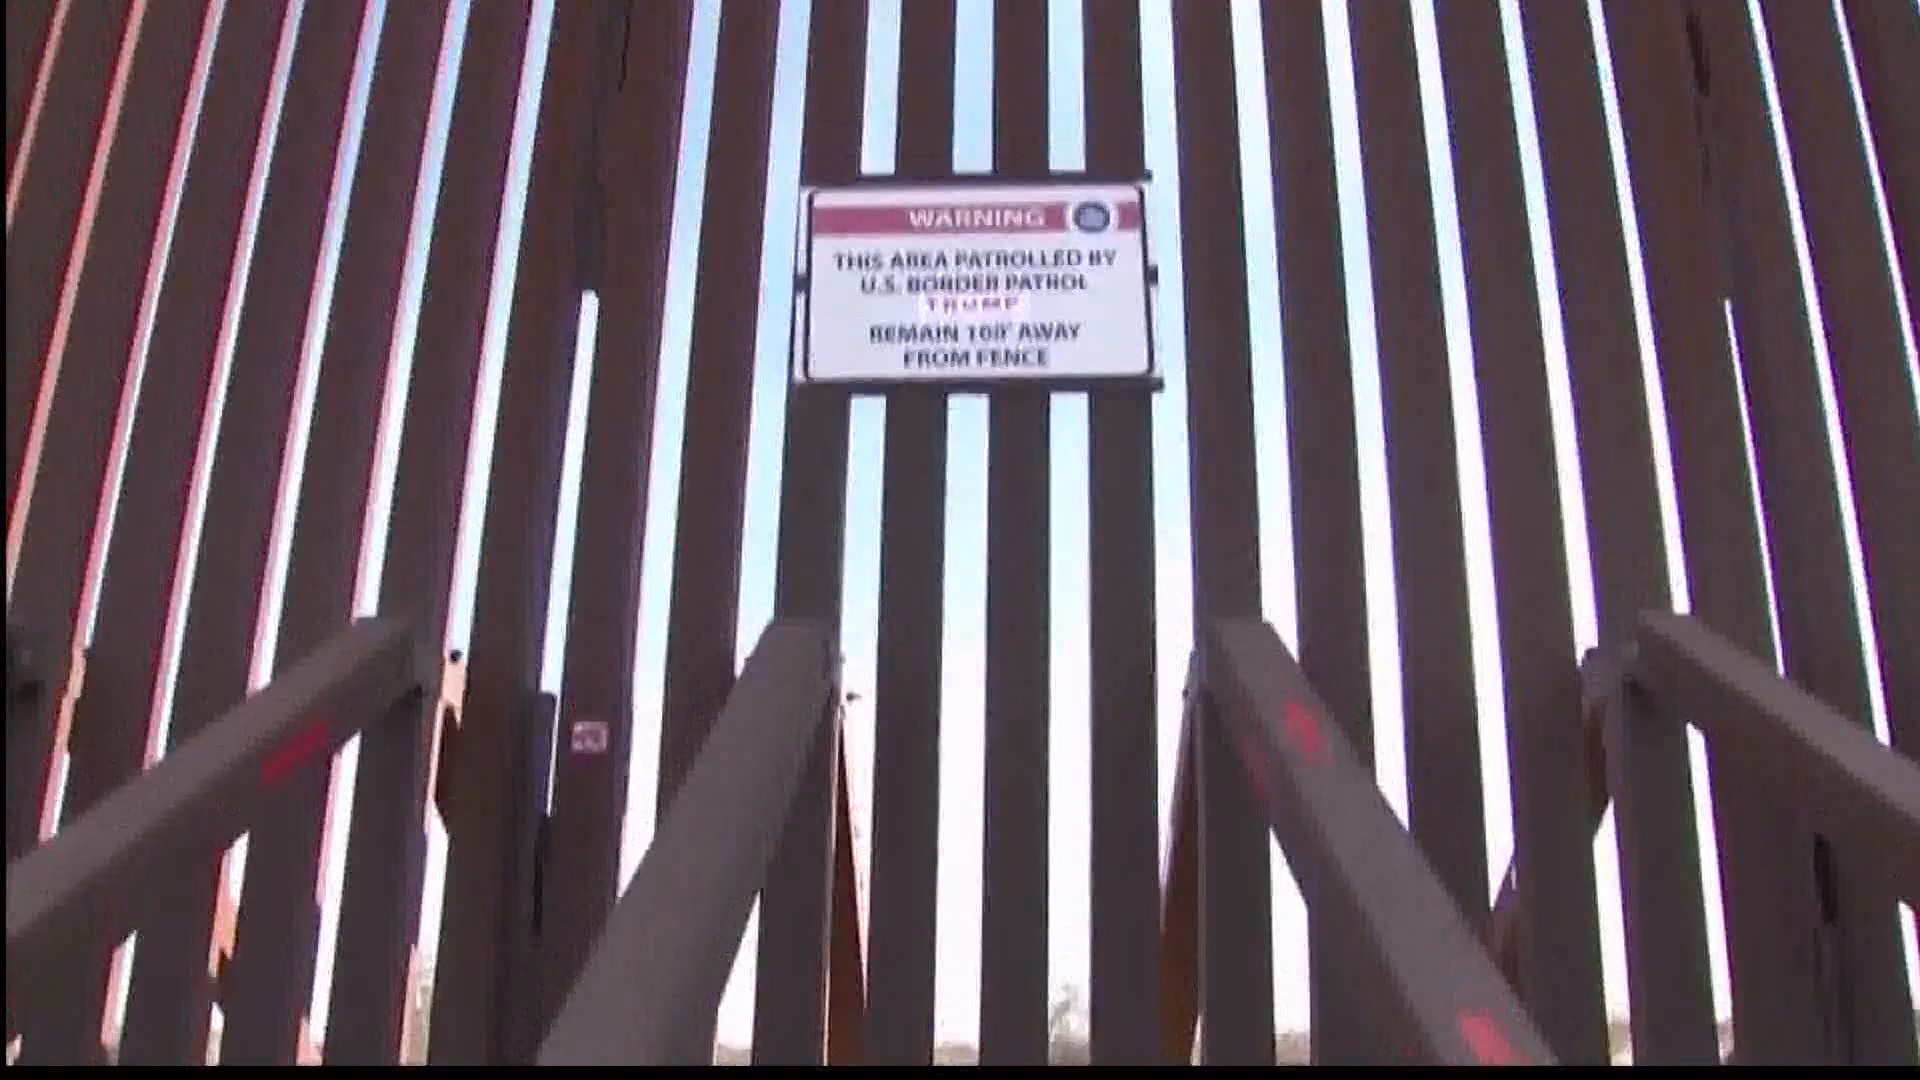 WARNING
THIS AREA PATROLLED BY
U.S. BORDER PATROL
TRUMP
REMAIN 100' AWAY
FROM FENCE